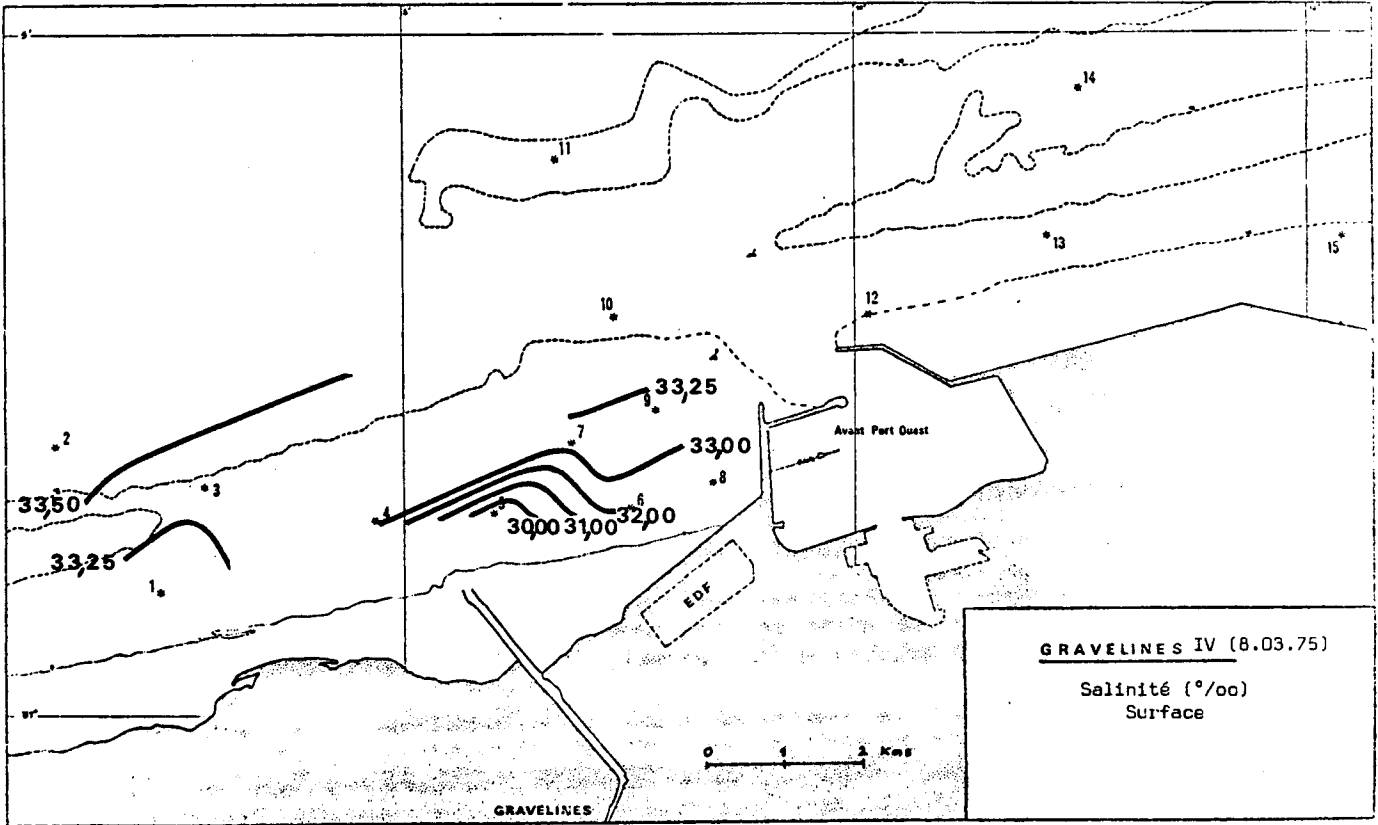 14
11
13
15
12
10
33,25
9
2
7
33,00
Avant Port Ouest
3
8
33,50
4
5
6
30,00 31,00 32,00
33,25
1
EDF
GRAVELINES IV (8.03.75)
Salinité (°/oo)
Surface
0 1 2 Kms
GRAVELINES